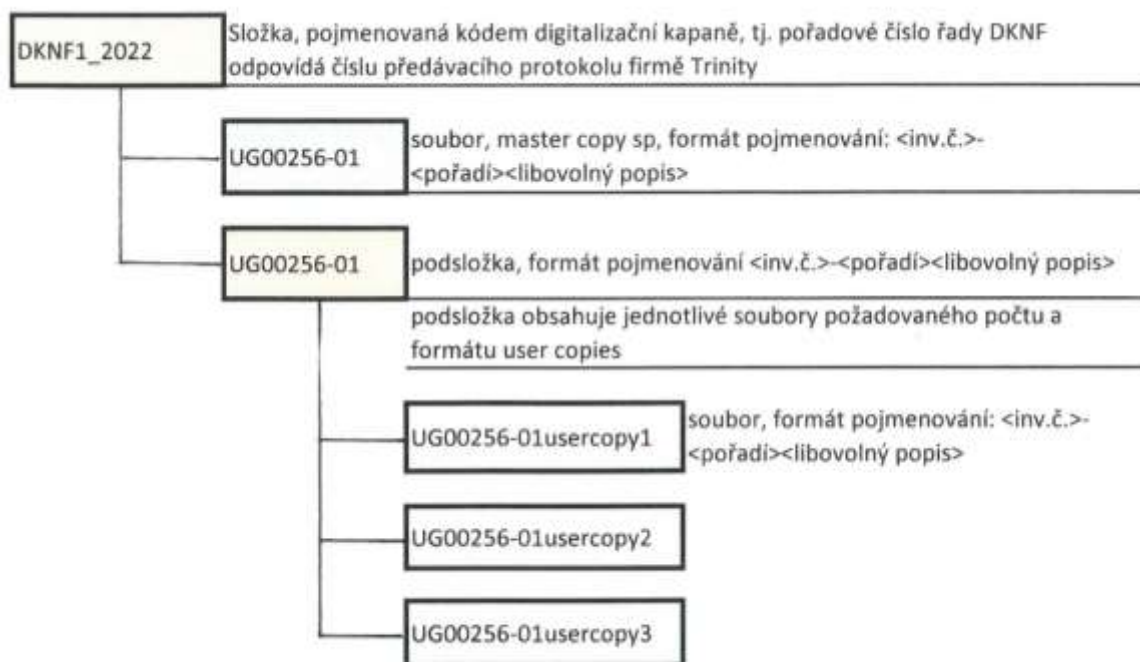 DKNF1_2022
Složka, pojmenovaná kódem digitalizační kapaně, tj. pořadové číslo řady DKNF
odpovídá číslu předávacího protokolu firmě Trinity
UG00256-01
soubor, master copy sp, formát pojmenování: <inv.č.>-
<pořadí><libovolný popis>
UG00256-01
podsložka, formát pojmenování <inv.č.>-<pořadí><libovolný popis>
podsložka obsahuje jednotlivé soubory požadovaného počtu a
formátu user copies
UG00256-01usercopy1
soubor, formát pojmenování: <inv.č.>-
<pořadí><libovolný popis>
UG00256-01usercopy2
UG00256-01usercopy3